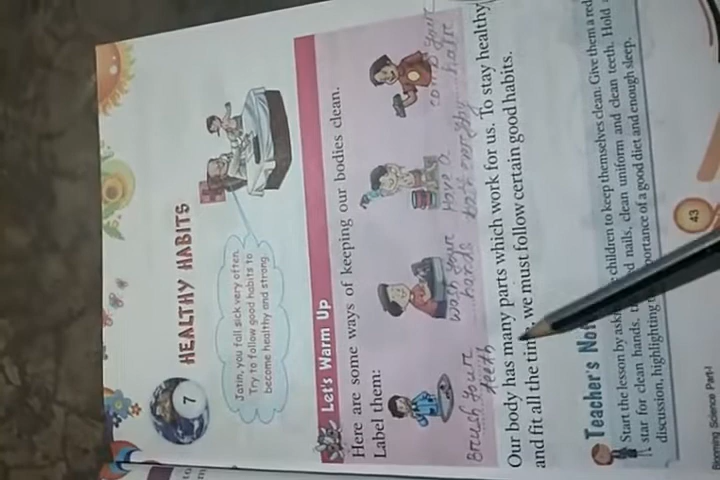 7
HEALTHY HABITS
Jatin, you fall sick very often.
Try to follow good habits to
become healthy and strong.
Let's Warm Up
Here are some ways of keeping our bodies clean.
Label them:
Brush your
teeth
wash your
hands
Have a
bath everyday
comb your
hair
Our body has many parts which work for us. To stay healthy
and fit all the time, we must follow certain good habits.
Teacher's Not
Start the lesson by children to keep themselves clean. Give them a red
star for clean hands, nails, clean uniform and clean teeth. Hold a
discussion, highlighting portance of a good diet and enough sleep.
Blooming Science Part-I
43